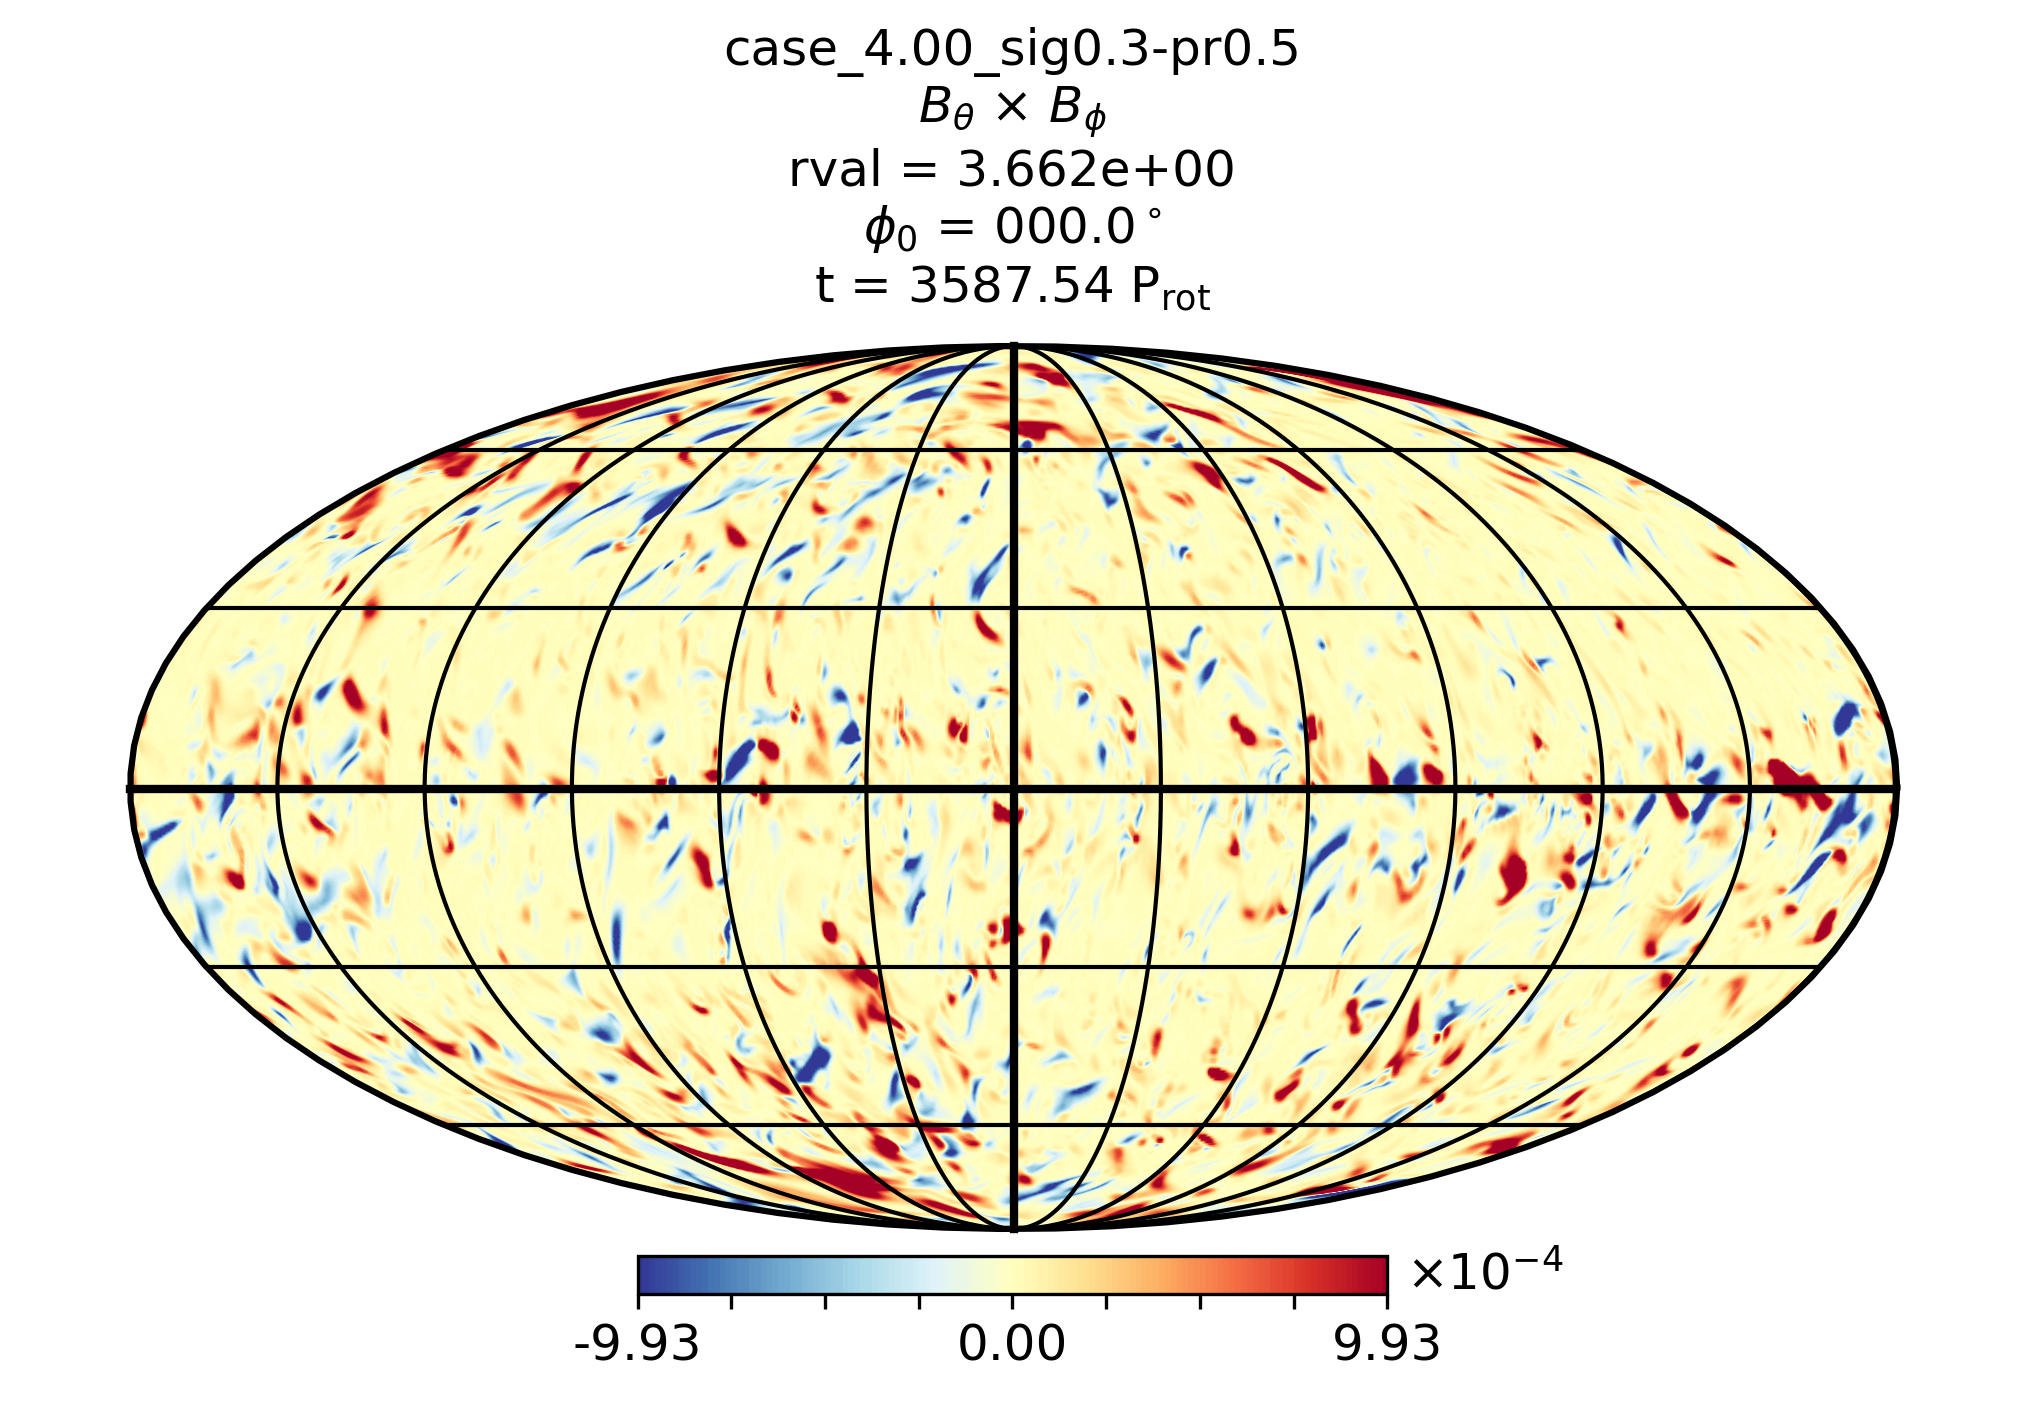 case_4.00_sig0.3-pr0.5
B_θ × B_ϕ
rval = 3.662e+00
ϕ_0 = 000.0°
t = 3587.54 P_rot
×10^−4
-9.93 0.00 9.93